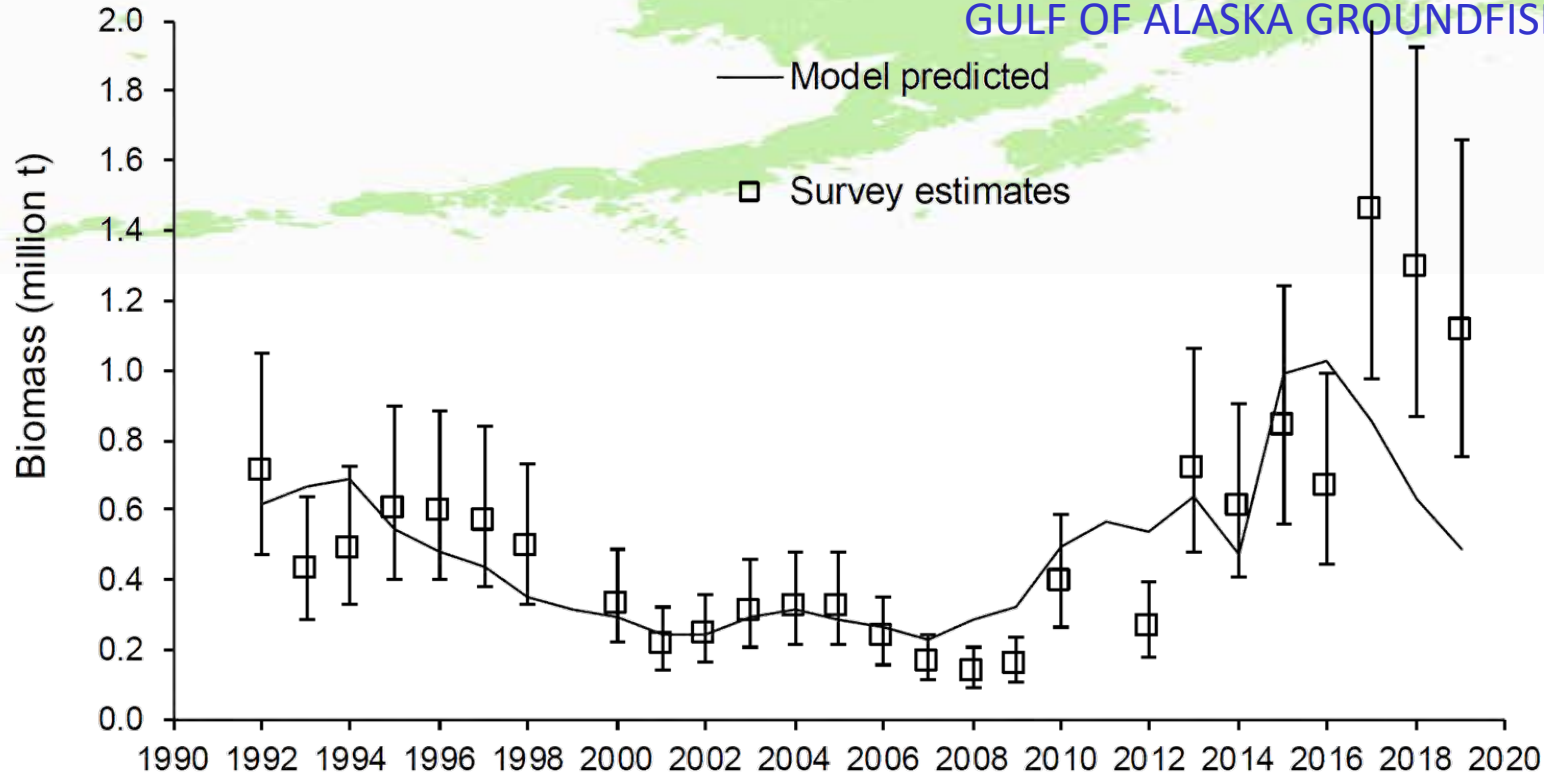 GULF OF ALASKA GROUNDFISH
Model predicted
Survey estimates
Biomass (million t)
2.0
1.8
1.6
1.4
1.2
1.0
0.8
0.6
0.4
0.2
0.0
1990 1992 1994 1996 1998 2000 2002 2004 2006 2008 2010 2012 2014 2016 2018 2020